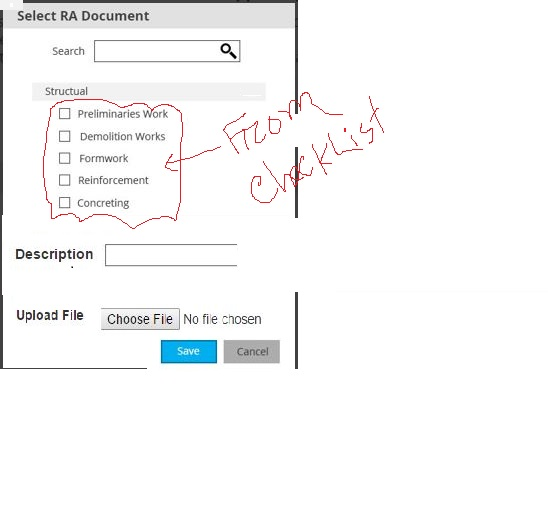 Select RA Document
Search
Structual
Preliminaries Work
Demolition Works
Formwork
Reinforcement
Concreting
From
Checklist
Description
Upload File Choose File No file chosen
Save Cancel